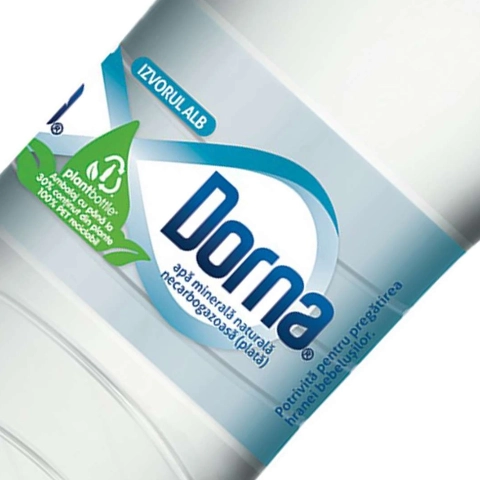 IZVORUL ALB
plantbottle
Ambalaj cu până la
30% conținut din plante
100% PET reciclabil
Dorna®
apă minerală naturală
necarbogazoasă (plată)
Potrivită pentru pregătirea
hranei bebelușilor.